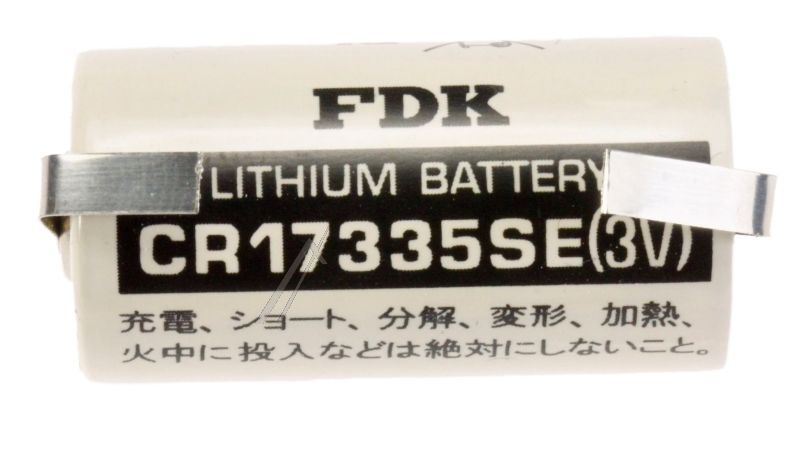 FDK
LITHIUM BATTERY
CR17335SE(3V)
充電、ショート、分解、変形、加熱、
火中に投入などは絶対にしないこと。